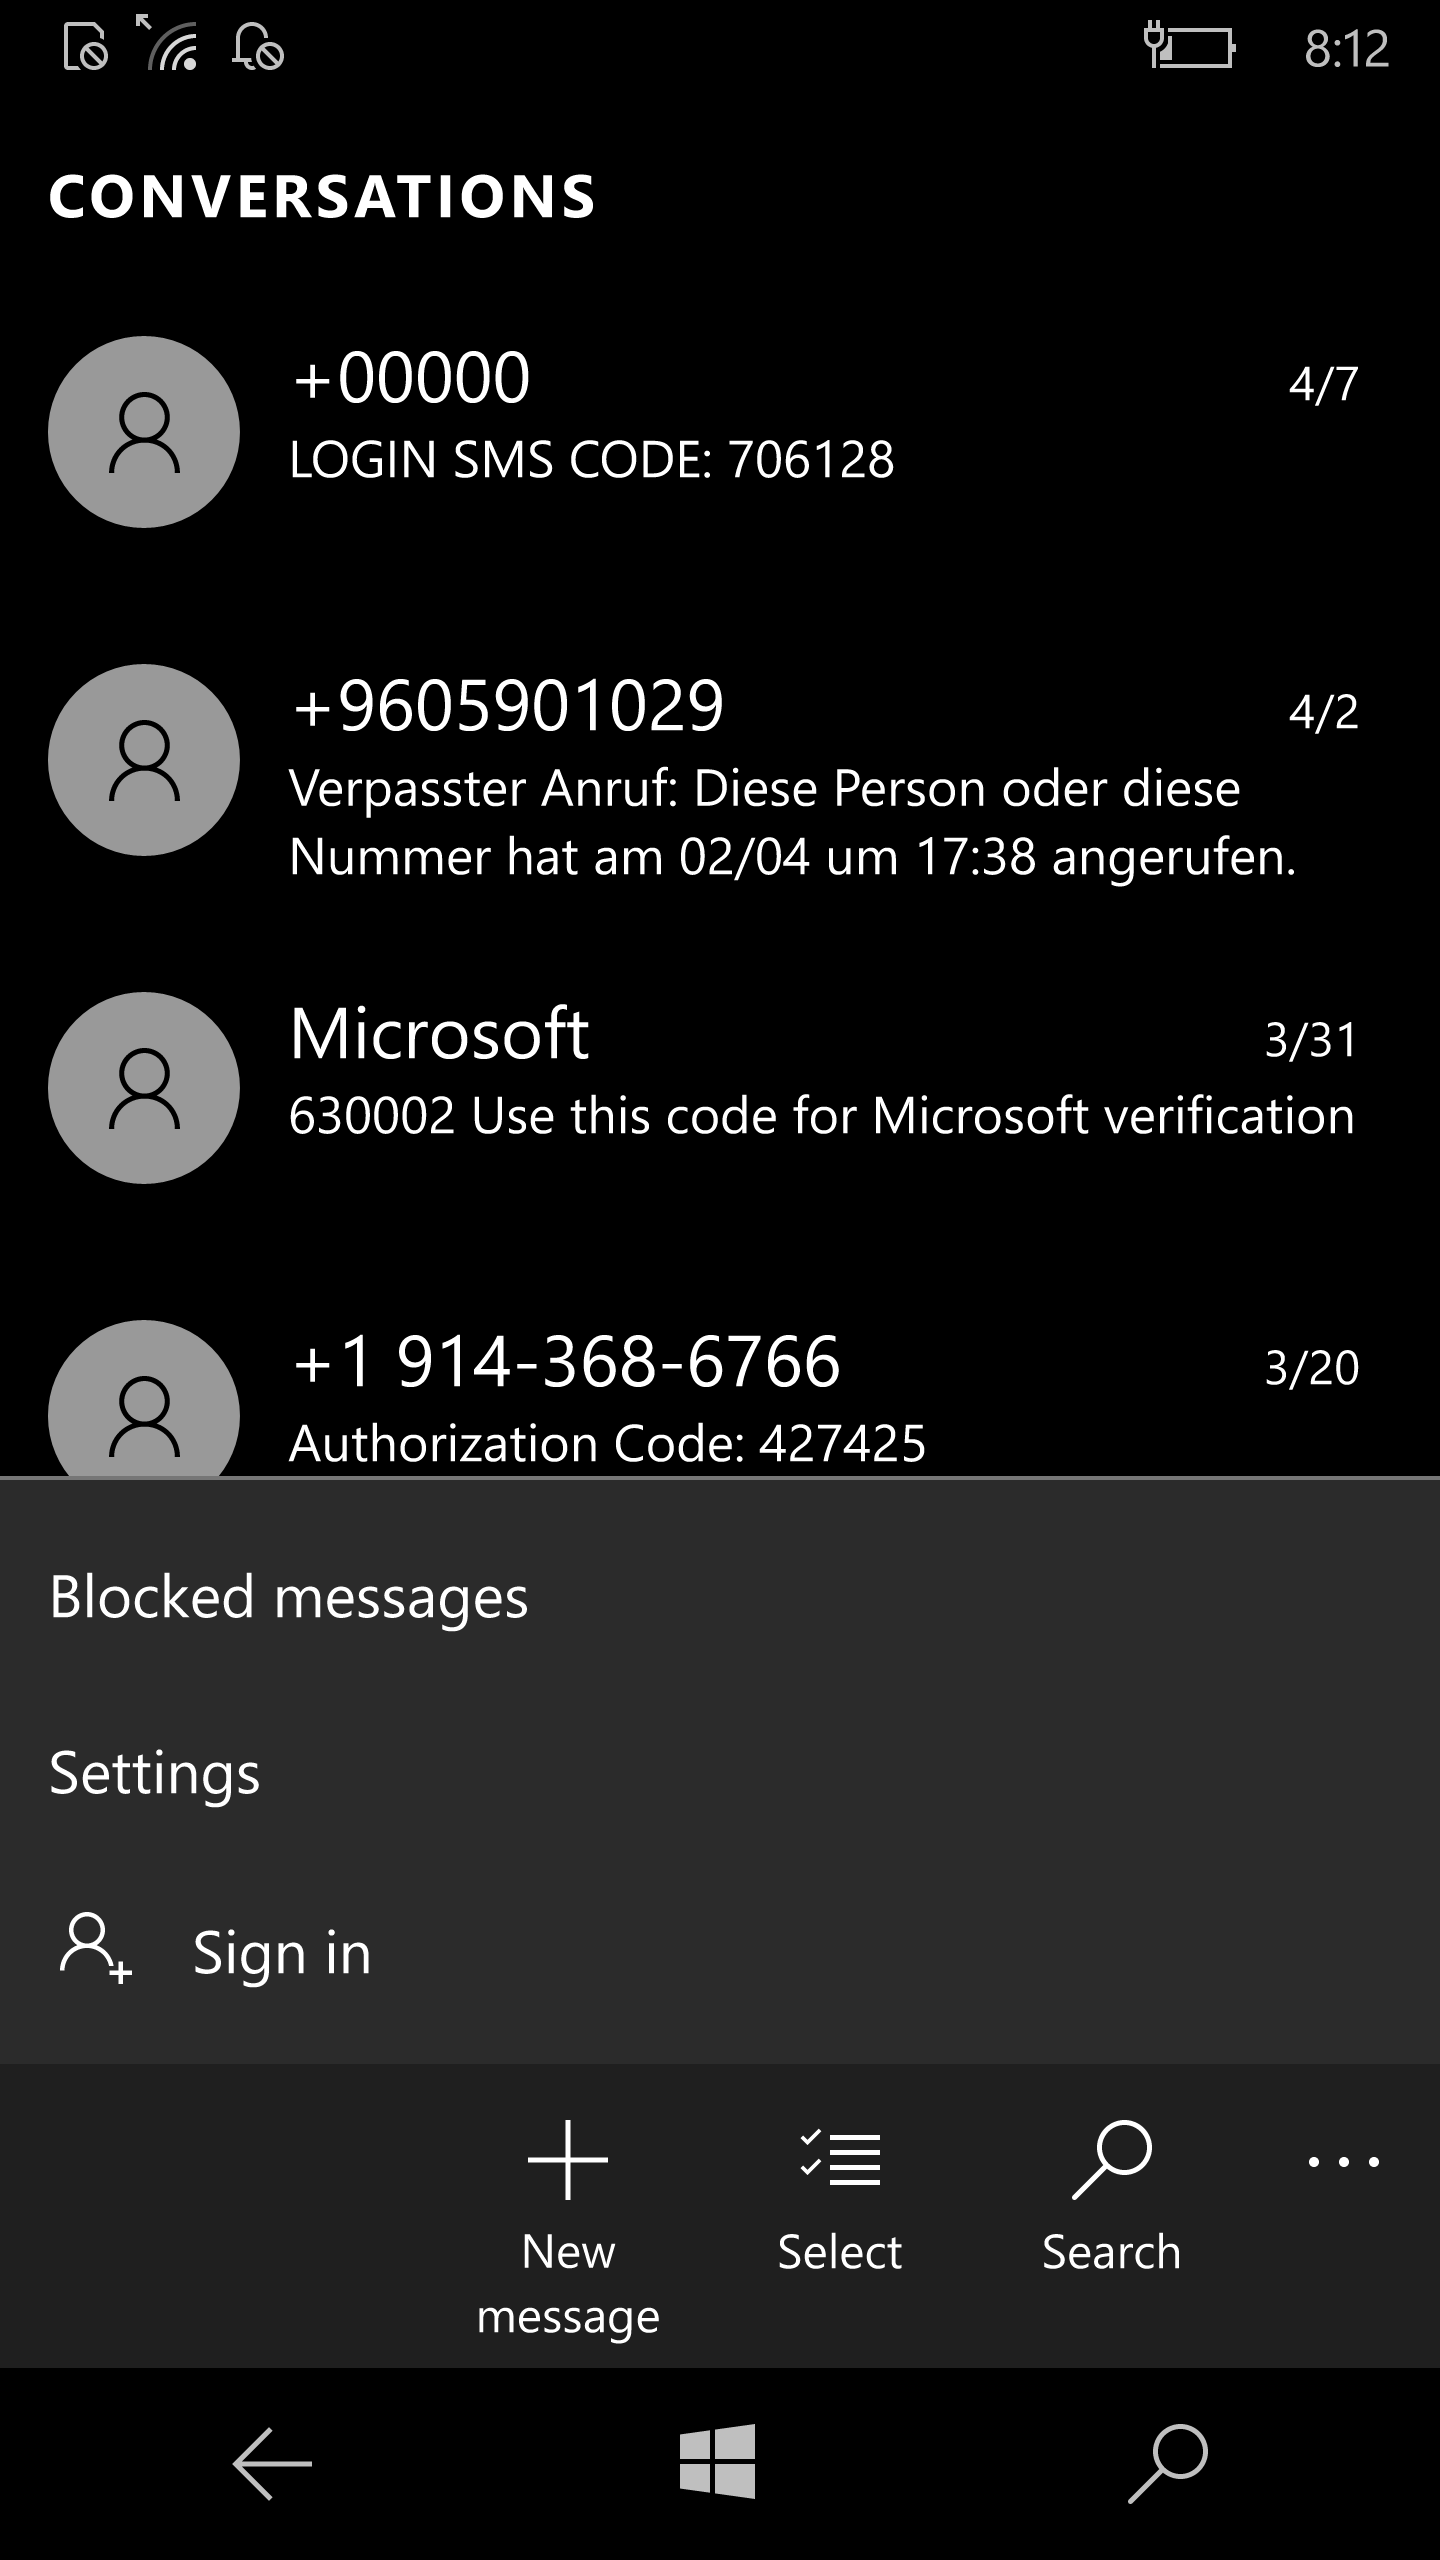 8:12
CONVERSATIONS
+00000 4/7
LOGIN SMS CODE: 706128
+9605901029 4/2
Verpasster Anruf: Diese Person oder diese
Nummer hat am 02/04 um 17:38 angerufen.
Microsoft 3/31
630002 Use this code for Microsoft verification
+1 914-368-6766 3/20
Authorization Code: 427425
Blocked messages
Settings
Sign in
New
message
Select
Search